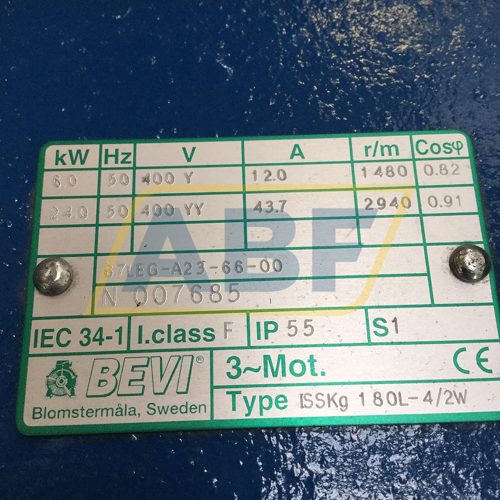 kW Hz V A r/m Cosφ
6.0 50 400 Y 12.0 1480 0.82
24.0 50 400 YY 43.7 2940 0.91
ABF
67LEG-A23-66-00
N 007685
IEC 34-1 I.class F IP 55 S1
BEVI® 3~Mot. CE
Blomstermåla, Sweden Type ISSKg 180L-4/2W